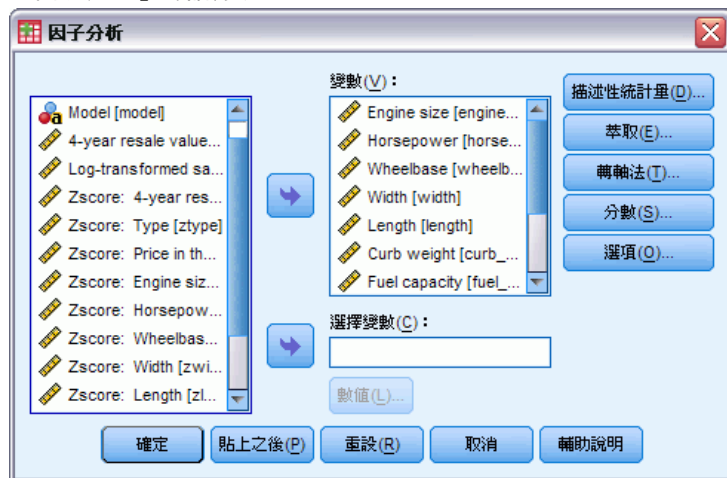 因子分析
變數(V)：
Model [model]
4-year resale value...
Log-transformed sa...
Zscore: 4-year res...
Zscore: Type [ztype]
Zscore: Price in th...
Zscore: Engine siz...
Zscore: Horsepow...
Zscore: Wheelbas...
Zscore: Width [zwi...
Zscore: Length [zl...
Engine size [engine...
Horsepower [horse...
Wheelbase [wheelb...
Width [width]
Length [length]
Curb weight [curb_...
Fuel capacity [fuel_...
描述性統計量(D)...
萃取(E)...
轉軸法(T)...
分數(S)...
選項(O)...
選擇變數(C)：
數值(L)...
確定
貼上之後(P)
重設(R)
取消
輔助說明